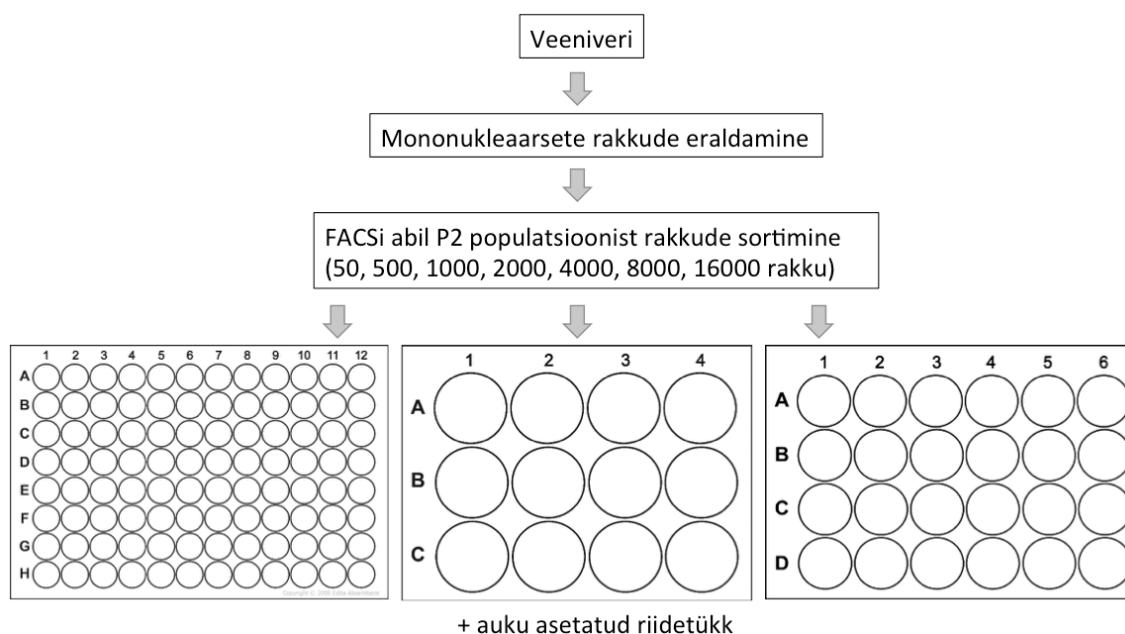 Veeniveri
Mononukleaarsete rakkude eraldamine
FACSi abil P2 populatsioonist rakkude sortimine
(50, 500, 1000, 2000, 4000, 8000, 16000 rakku)
1 2 3 4 5 6 7 8 9 10 11 12
A
B
C
D
E
F
G
H
1 2 3 4
A
B
C
1 2 3 4 5 6
A
B
C
D
+ auku asetatud riidetükk